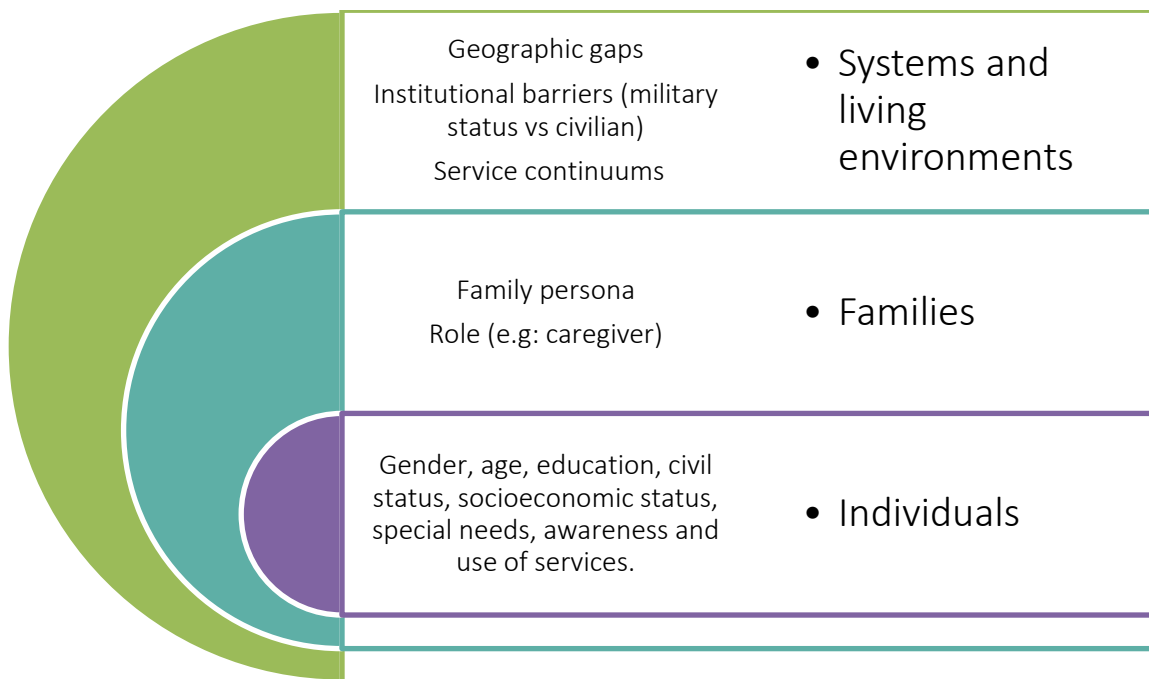 Geographic gaps
Institutional barriers (military
status vs civilian)
Service continuums
• Systems and
living
environments
Family persona
Role (e.g: caregiver)
• Families
Gender, age, education, civil
status, socioeconomic status,
special needs, awareness and
use of services.
• Individuals